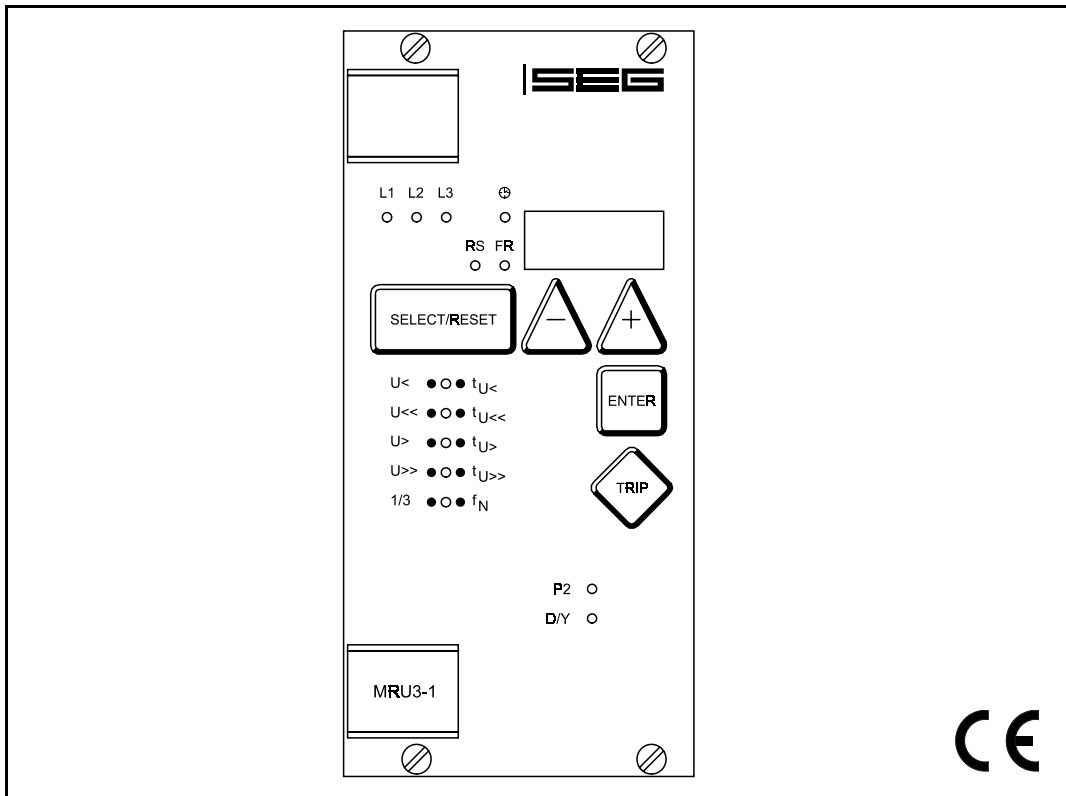 SEG
L1 L2 L3
RS FR
SELECT/RESET - +
U< tU<
U<< tU<<
U> tU>
U>> tU>>
1/3 fN
ENTER
TRIP
P2
D/Y
MRU3-1
CE